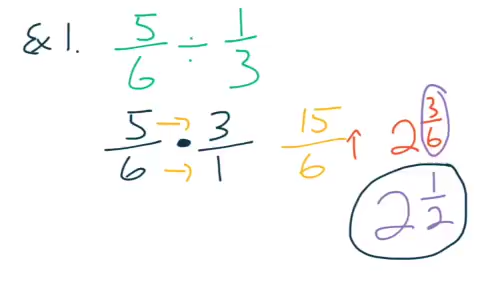 Ex 1. 5/6 ÷ 1/3
5/6 → → • 3/1 15/6 ↑ 2 3/6
2 1/2